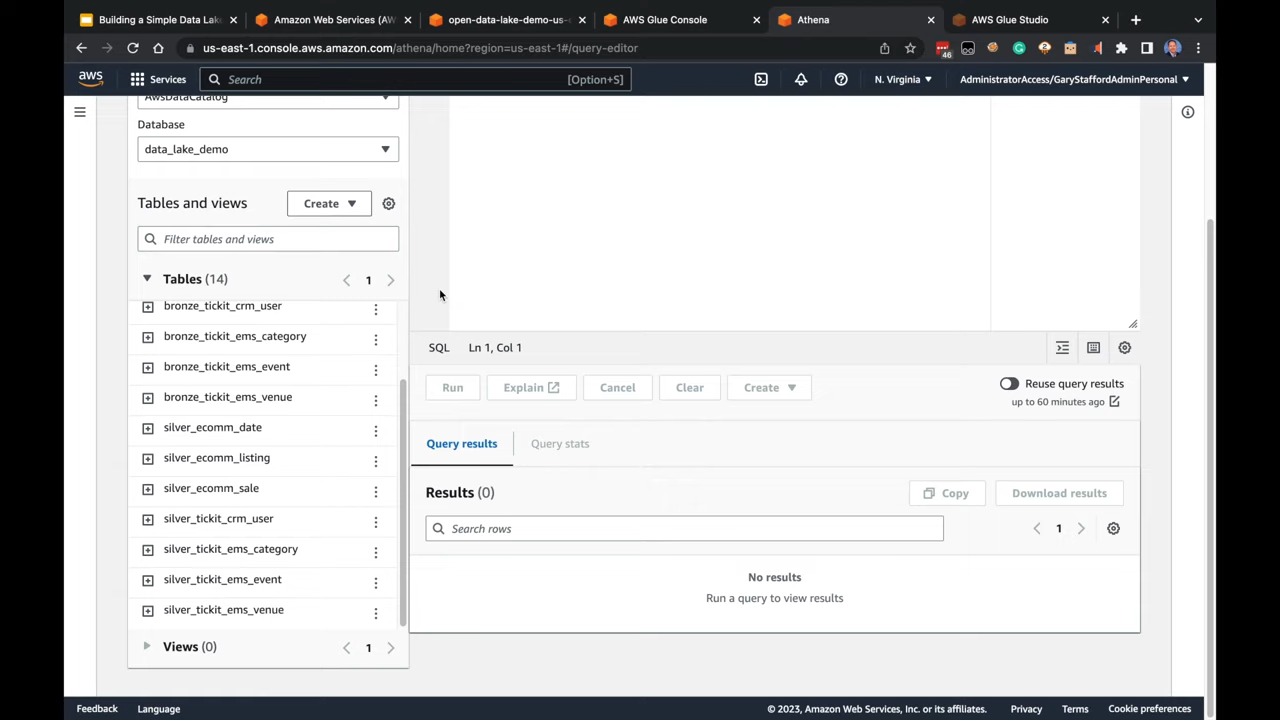 Building a Simple Data Lake
Amazon Web Services (AW
open-data-lake-demo-us-
AWS Glue Console
Athena
AWS Glue Studio
us-east-1.console.aws.amazon.com/athena/home?region=us-east-1#/query-editor
46
aws
Services
Search
[Option+S]
N. Virginia
AdministratorAccess/GaryStaffordAdminPersonal
AwsDataCatalog
Database
data_lake_demo
Tables and views
Create
Filter tables and views
Tables (14)
1
bronze_tickit_crm_user
bronze_tickit_ems_category
bronze_tickit_ems_event
bronze_tickit_ems_venue
silver_ecomm_date
silver_ecomm_listing
silver_ecomm_sale
silver_tickit_crm_user
silver_tickit_ems_category
silver_tickit_ems_event
silver_tickit_ems_venue
Views (0)
1
SQL
Ln 1, Col 1
Run
Explain
Cancel
Clear
Create
Reuse query results
up to 60 minutes ago
Query results
Query stats
Results (0)
Copy
Download results
Search rows
1
No results
Run a query to view results
Feedback
Language
© 2023, Amazon Web Services, Inc. or its affiliates.
Privacy
Terms
Cookie preferences